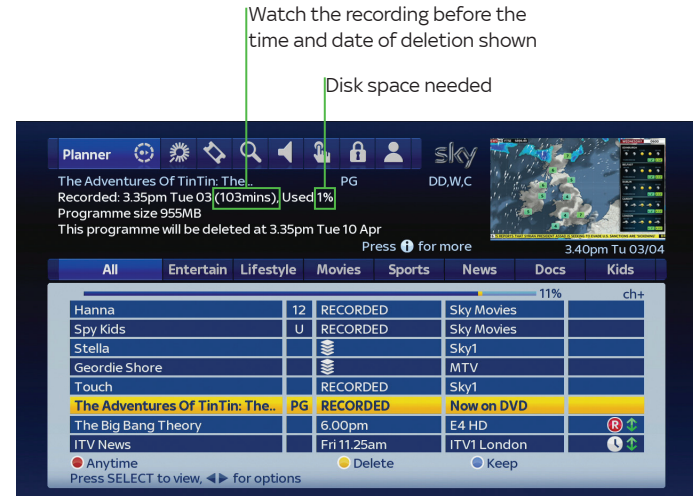 Watch the recording before the
time and date of deletion shown
Disk space needed
Planner
sky
The Adventures Of TinTin: The... PG DD,W,C
Recorded: 3.35pm Tue 03 (103mins), Used 1%
Programme size 955MB
This programme will be deleted at 3.35pm Tue 10 Apr
Press i for more
3.40pm Tu 03/04
All Entertain Lifestyle Movies Sports News Docs Kids
11% ch+
Hanna 12 RECORDED Sky Movies
Spy Kids U RECORDED Sky Movies
Stella Sky1
Geordie Shore MTV
Touch RECORDED Sky1
The Adventures Of TinTin: The.. PG RECORDED Now on DVD
The Big Bang Theory 6.00pm E4 HD R
ITV News Fri 11.25am ITV1 London
Anytime Delete Keep
Press SELECT to view, for options